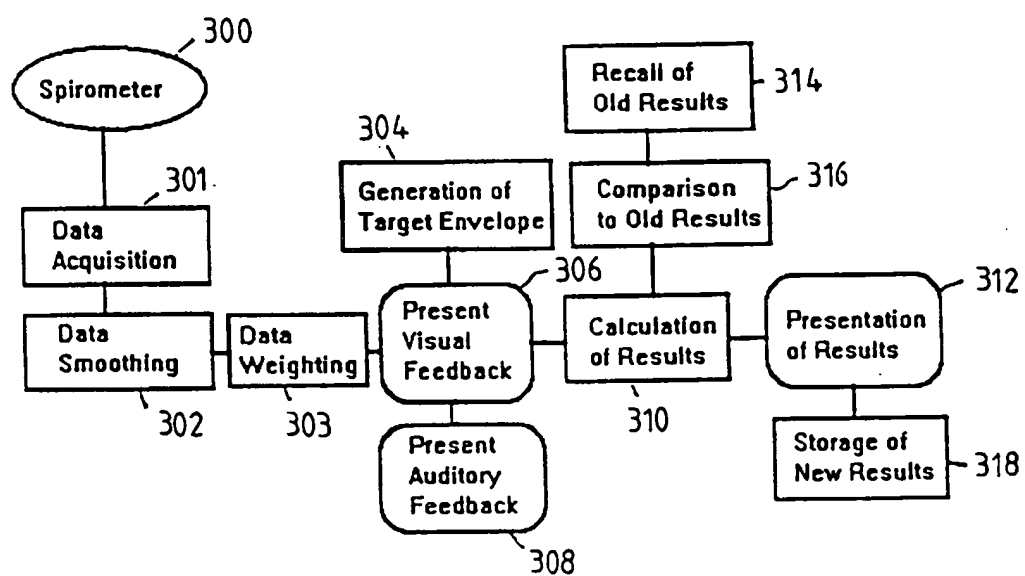 300
Spirometer
301
Data
Acquisition
Data
Smoothing
302
Data
Weighting
303
304
Generation of
Target Envelope
306
Present
Visual
Feedback
Present
Auditory
Feedback
308
Recall of
Old Results
314
Comparison
to Old Results
316
Calculation
of Results
310
312
Presentation
of Results
Storage of
New Results
318